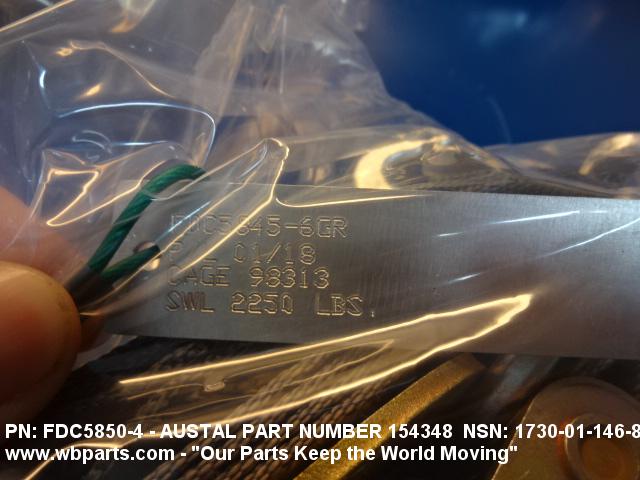 FDC5845-6GR
01/18
CAGE 98313
SWL 2250 LBS.
PN: FDC5850-4 - AUSTAL PART NUMBER 154348 NSN: 1730-01-146-8
www.wbparts.com - "Our Parts Keep the World Moving"